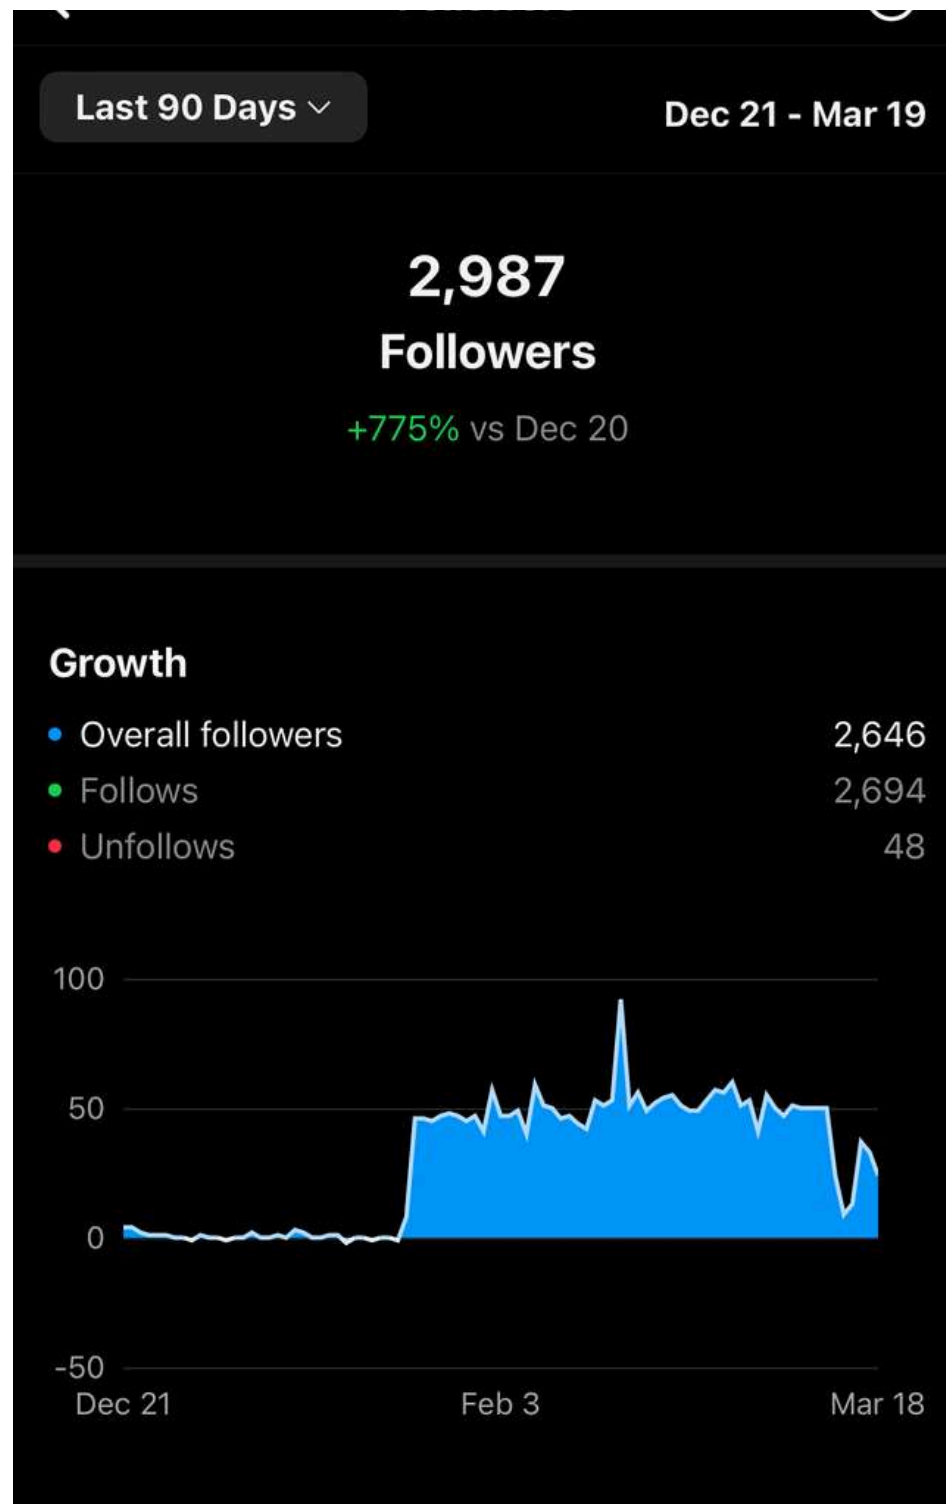 Last 90 Days
Dec 21 - Mar 19
2,987
Followers
+775% vs Dec 20
Growth
Overall followers 2,646
Follows 2,694
Unfollows 48
100
50
0
-50
Dec 21 Feb 3 Mar 18